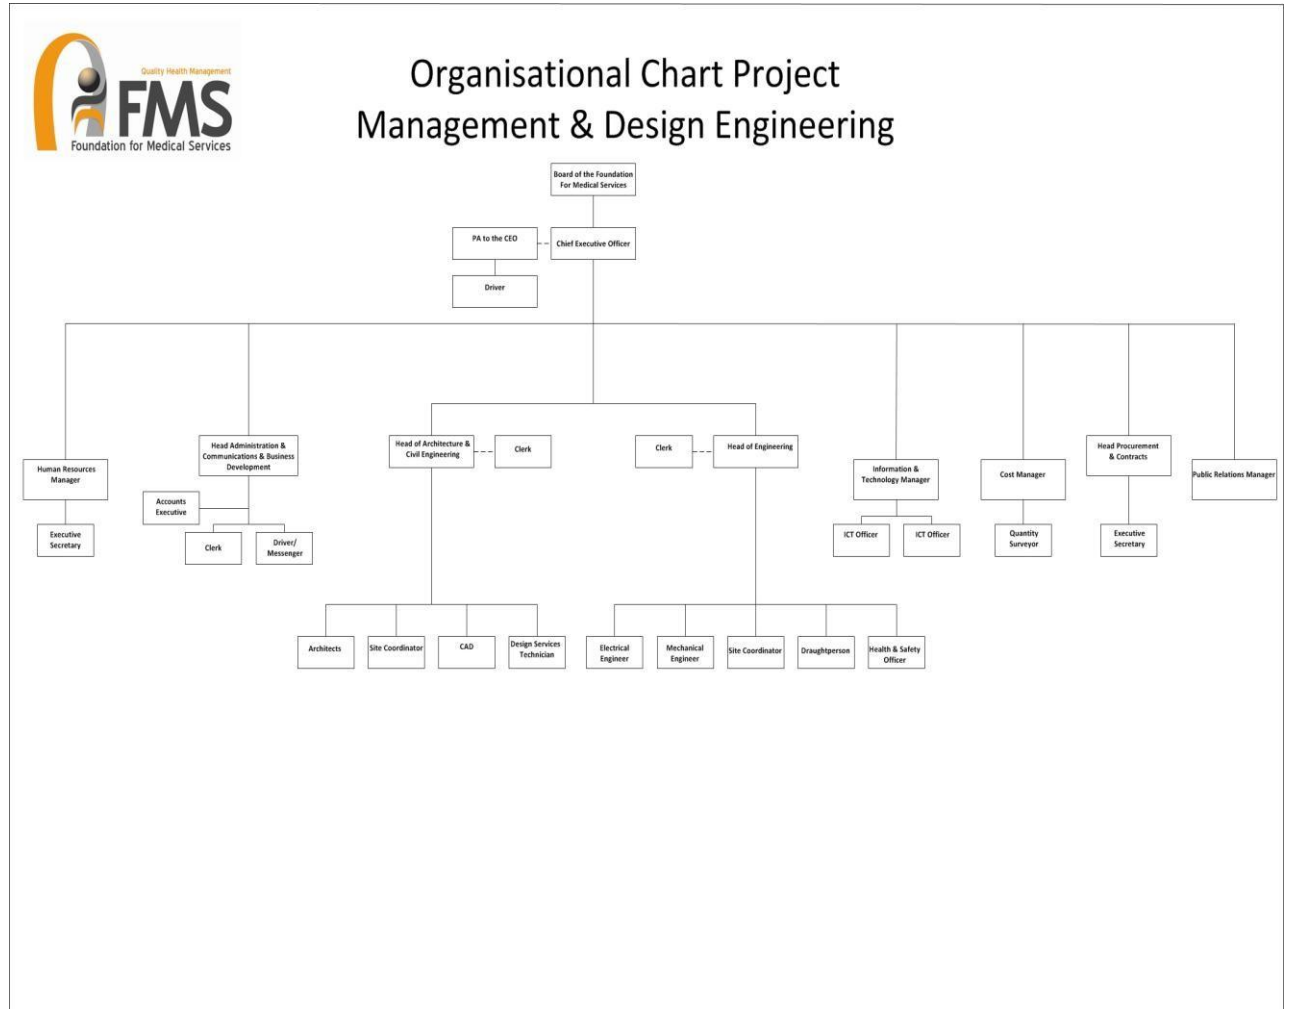 Quality Health Management
FMS
Foundation for Medical Services
Organisational Chart Project
Management & Design Engineering
Board of the Foundation
For Medical Services
PA to the CEO
Chief Executive Officer
Driver
Human Resources
Manager
Executive
Secretary
Head Administration &
Communications & Business
Development
Accounts
Executive
Clerk
Driver/
Messenger
Head of Architecture &
Civil Engineering
Clerk
Architects
Site Coordinator
CAD
Design Services
Technician
Clerk
Head of Engineering
Electrical
Engineer
Mechanical
Engineer
Site Coordinator
Draughtperson
Health & Safety
Officer
Information &
Technology Manager
ICT Officer
ICT Officer
Cost Manager
Quantity
Surveyor
Head Procurement
& Contracts
Executive
Secretary
Public Relations Manager